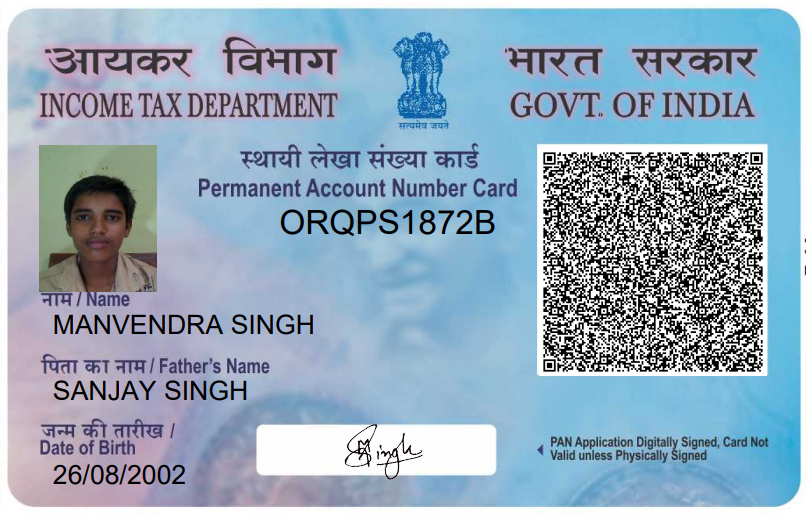 आयकर विभाग
INCOME TAX DEPARTMENT
सत्यमेव जयते
भारत सरकार
GOVT. OF INDIA
स्थायी लेखा संख्या कार्ड
Permanent Account Number Card
ORQPS1872B
नाम / Name
MANVENDRA SINGH
पिता का नाम / Father's Name
SANJAY SINGH
जन्म की तारीख /
Date of Birth
26/08/2002
Singh
PAN Application Digitally Signed, Card Not
Valid unless Physically Signed